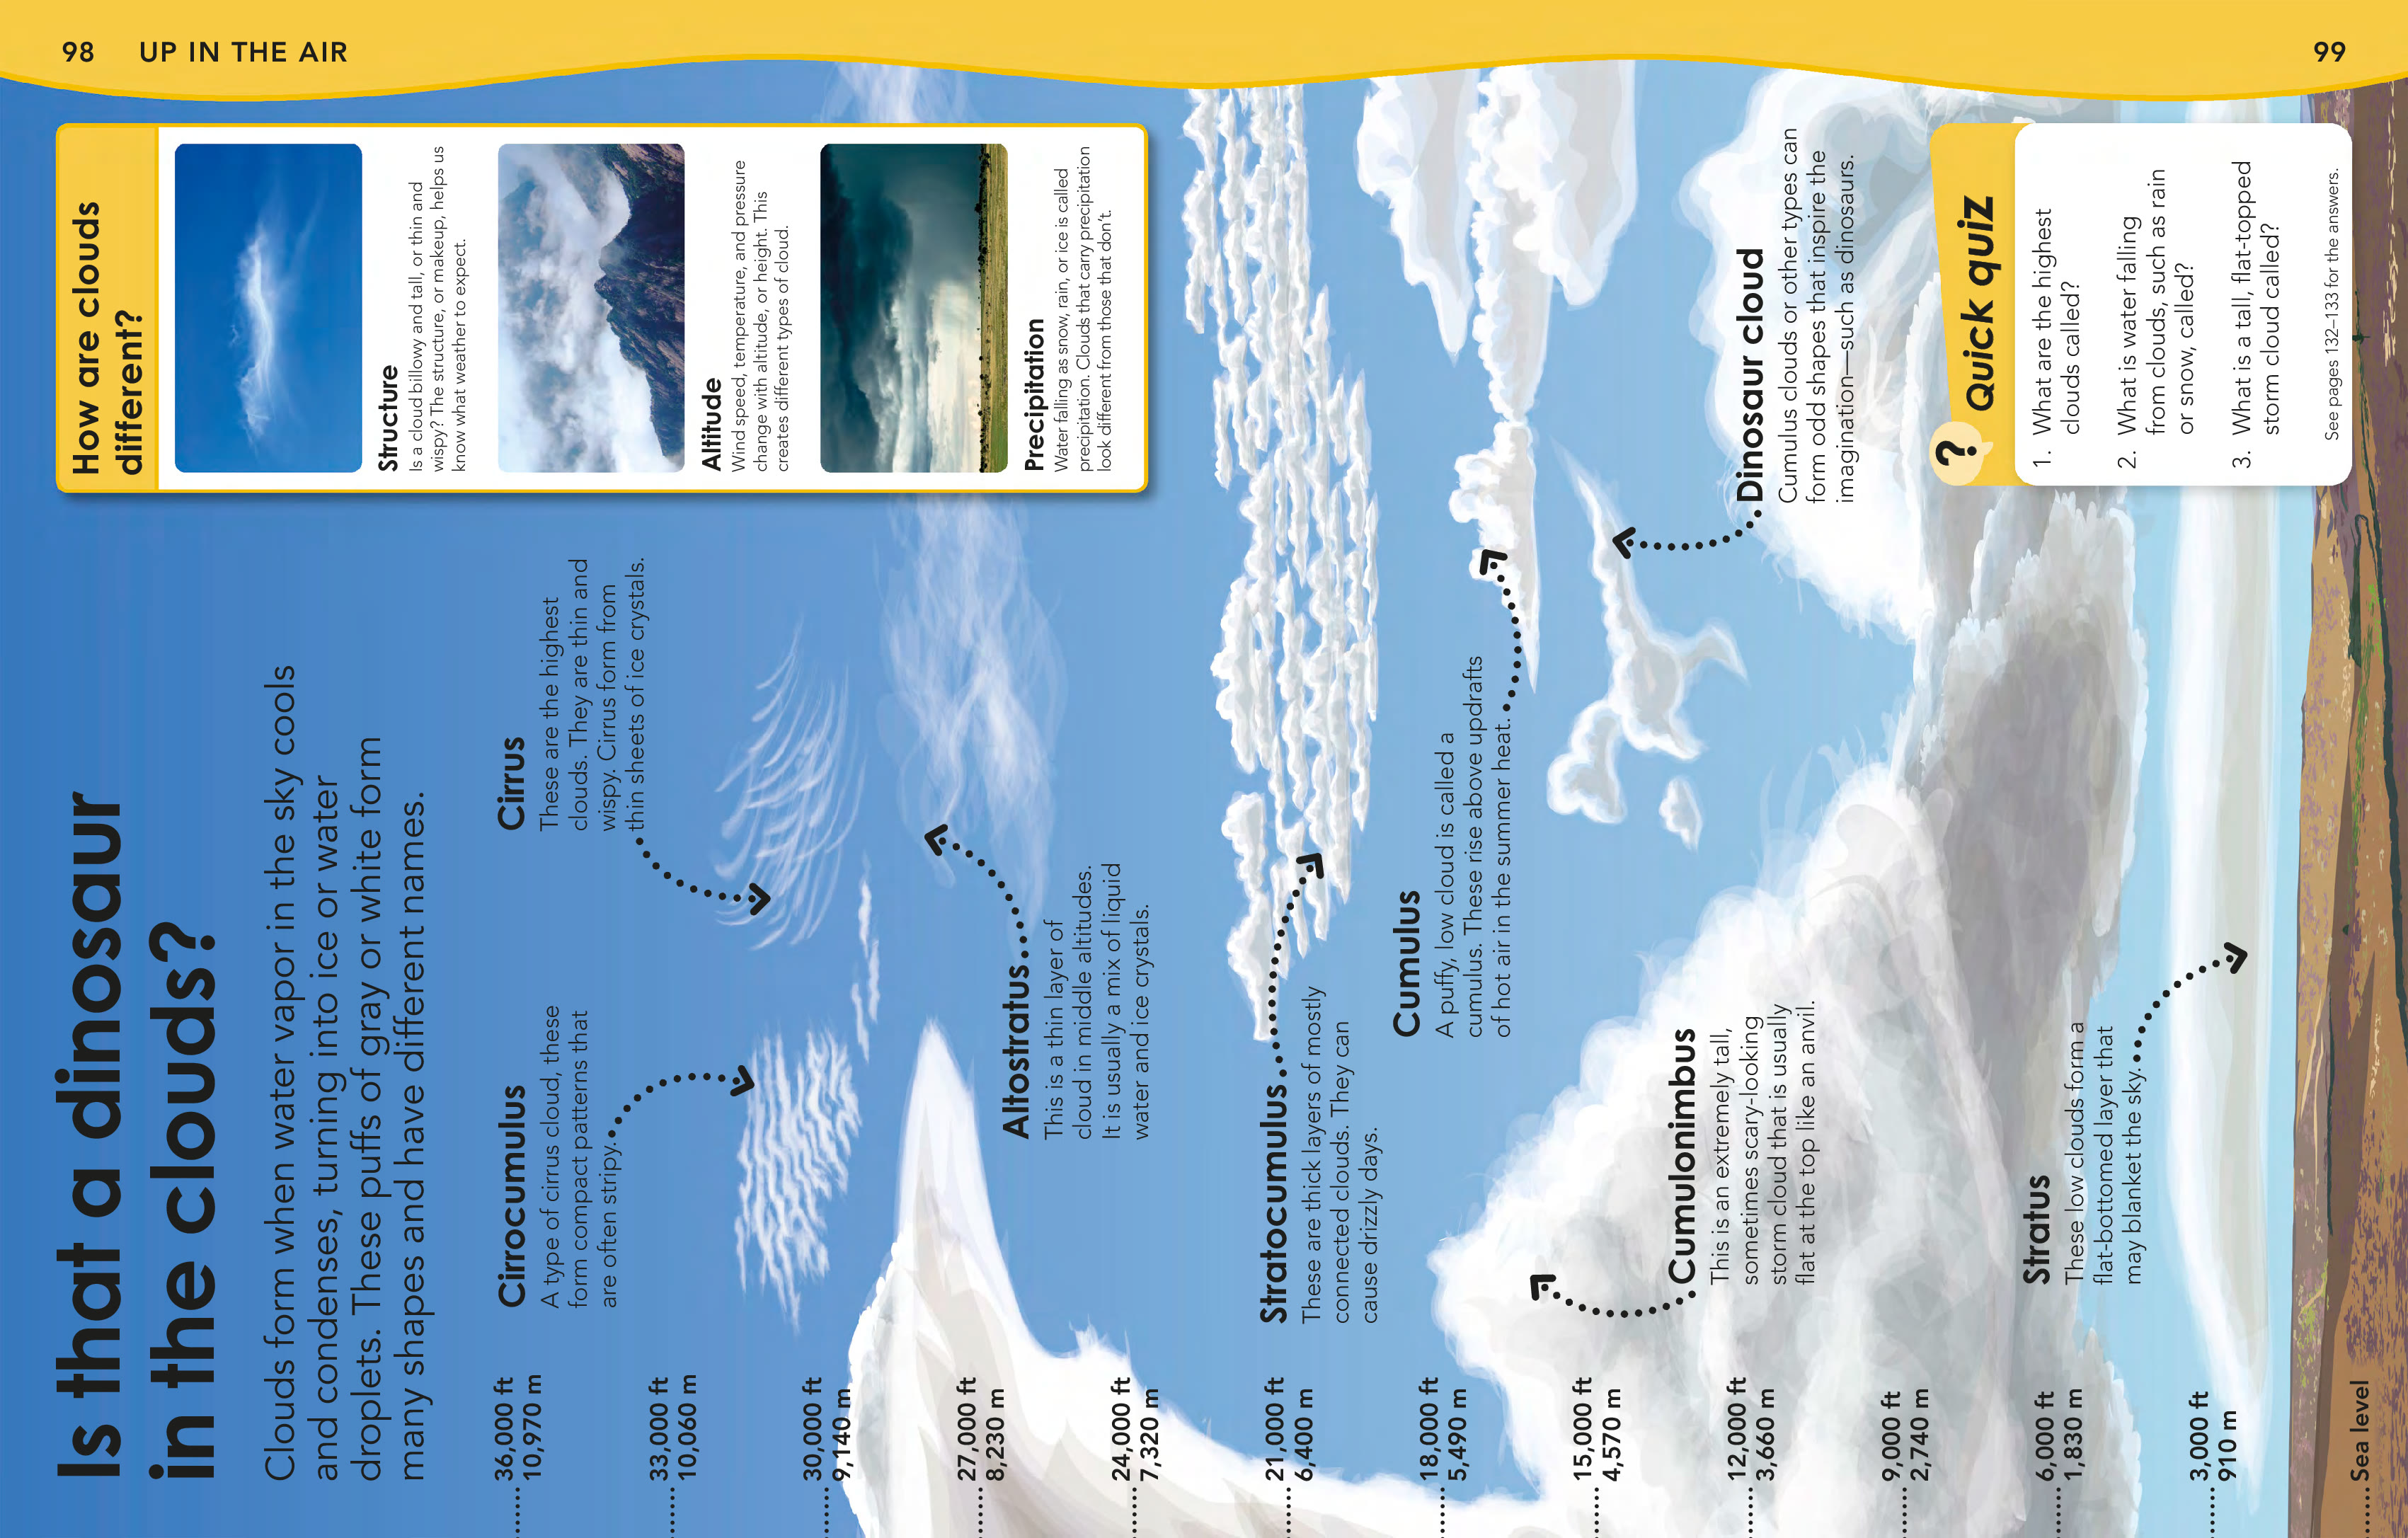 98 UP IN THE AIR
99
Is that a dinosaur
in the clouds?
Clouds form when water vapor in the sky cools
and condenses, turning into ice or water
droplets. These puffs of gray or white form
many shapes and have different names.
How are clouds
different?
Structure
Is a cloud billowy and tall, or thin and
wispy? The structure, or makeup, helps us
know what weather to expect.
Altitude
Wind speed, temperature, and pressure
change with altitude, or height. This
creates different types of cloud.
Precipitation
Water falling as snow, rain, or ice is called
precipitation. Clouds that carry precipitation
look different from those that don't.
Cirrocumulus
A type of cirrus cloud, these
form compact patterns that
are often stripy.
Cirrus
These are the highest
clouds. They are thin and
wispy. Cirrus form from
thin sheets of ice crystals.
Altostratus
This is a thin layer of
cloud in middle altitudes.
It is usually a mix of liquid
water and ice crystals.
Stratocumulus
These are thick layers of mostly
connected clouds. They can
cause drizzly days.
Cumulus
A puffy, low cloud is called a
cumulus. These rise above updrafts
of hot air in the summer heat.
Dinosaur cloud
Cumulus clouds or other types can
form odd shapes that inspire the
imagination—such as dinosaurs.
Cumulonimbus
This is an extremely tall,
sometimes scary-looking
storm cloud that is usually
flat at the top like an anvil.
Stratus
These low clouds form a
flat-bottomed layer that
may blanket the sky.
36,000 ft
10,970 m
33,000 ft
10,060 m
30,000 ft
9,140 m
27,000 ft
8,230 m
24,000 ft
7,320 m
21,000 ft
6,400 m
18,000 ft
5,490 m
15,000 ft
4,570 m
12,000 ft
3,660 m
9,000 ft
2,740 m
6,000 ft
1,830 m
3,000 ft
910 m
Sea level
? Quick quiz
1. What are the highest
clouds called?
2. What is water falling
from clouds, such as rain
or snow, called?
3. What is a tall, flat-topped
storm cloud called?
See pages 132–133 for the answers.